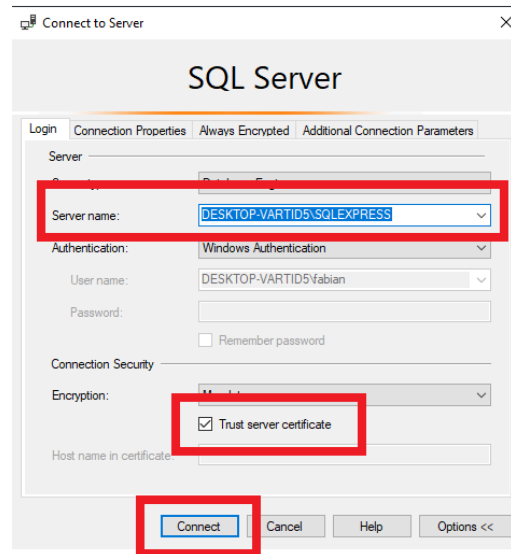 Connect to Server
SQL Server
Login Connection Properties Always Encrypted Additional Connection Parameters
Server
Server name: DESKTOP-VARTID5\SQLEXPRESS
Authentication: Windows Authentication
User name: DESKTOP-VARTID5\fabian
Password:
Remember password
Connection Security
Encryption:
Trust server certificate
Host name in certificate:
Connect Cancel Help Options <<